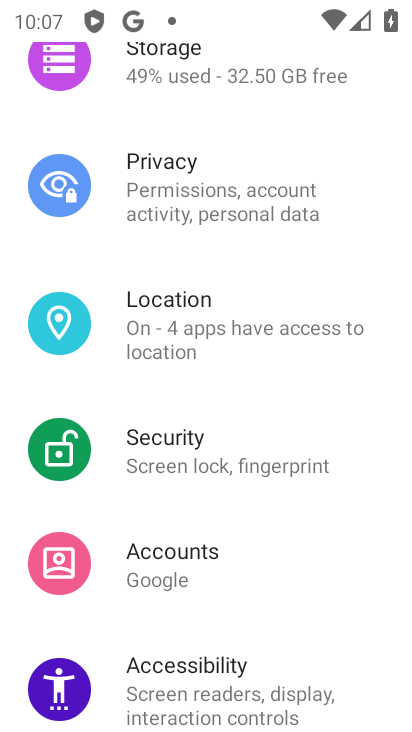 10:07
Storage
49% used - 32.50 GB free
Privacy
Permissions, account
activity, personal data
Location
On - 4 apps have access to
location
Security
Screen lock, fingerprint
Accounts
Google
Accessibility
Screen readers, display,
interaction controls